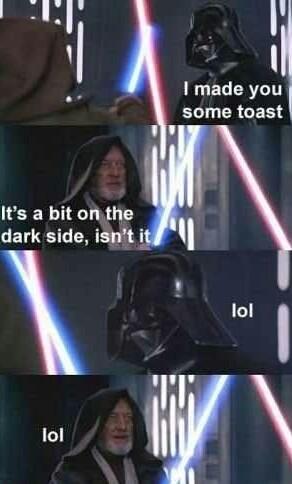 I made you
some toast
It's a bit on the
dark side, isn't it
lol
lol